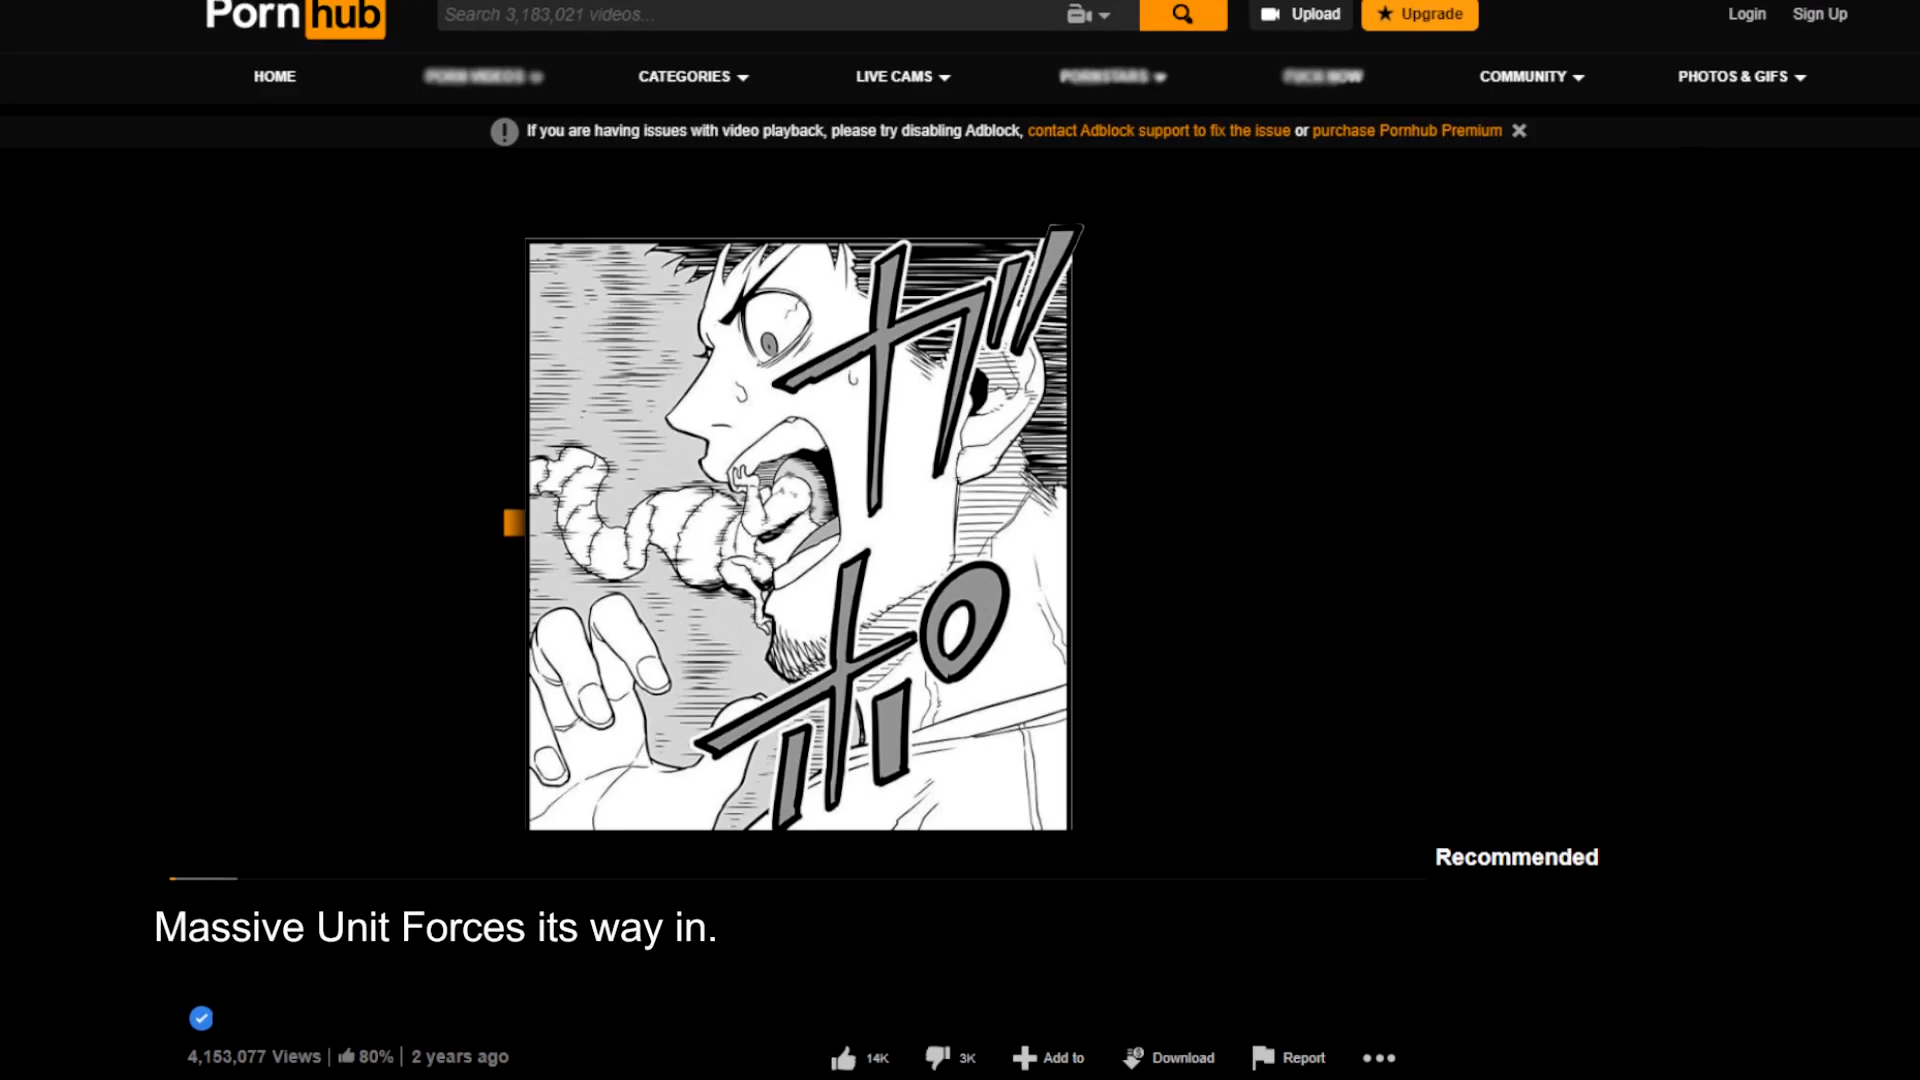 Porn hub
Search 3,183,021 videos...
Upload
Upgrade
Login
Sign Up
HOME
CATEGORIES
LIVE CAMS
COMMUNITY
PHOTOS & GIFS
If you are having issues with video playback, please try disabling Adblock, contact Adblock support to fix the issue or purchase Pornhub Premium
ガ
ポ
Recommended
Massive Unit Forces its way in.
4,153,077 Views | 80% | 2 years ago
14K
3K
Add to
Download
Report